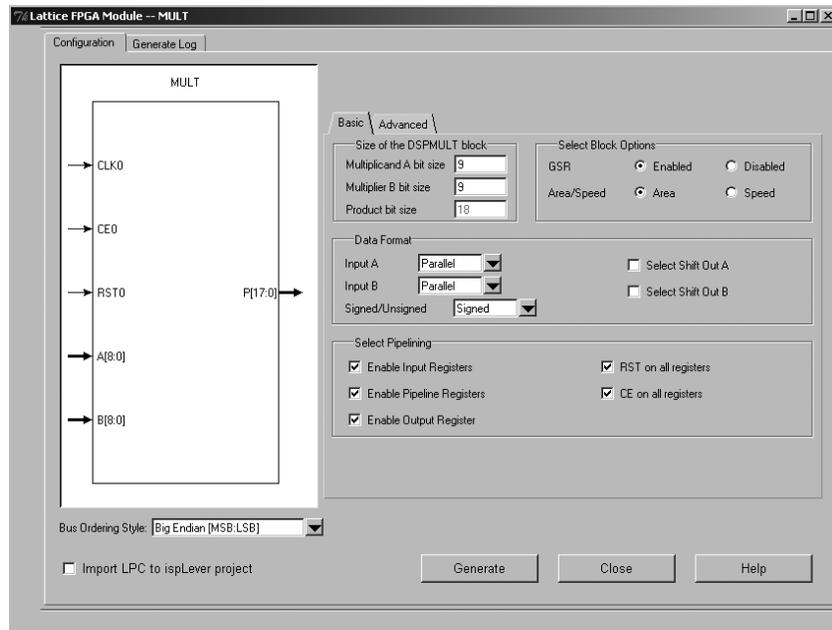 Lattice FPGA Module -- MULT
Configuration
Generate Log
MULT
CLK0
CE0
RST0
P[17:0]
A[8:0]
B[8:0]
Basic
Advanced
Size of the DSPMULT block
Multiplicand A bit size 9
Multiplier B bit size 9
Product bit size 18
Select Block Options
GSR Enabled Disabled
Area/Speed Area Speed
Data Format
Input A Parallel Select Shift Out A
Input B Parallel Select Shift Out B
Signed/Unsigned Signed
Select Pipelining
Enable Input Registers RST on all registers
Enable Pipeline Registers CE on all registers
Enable Output Register
Bus Ordering Style: Big Endian [MSB:LSB]
Import LPC to ispLever project
Generate Close Help